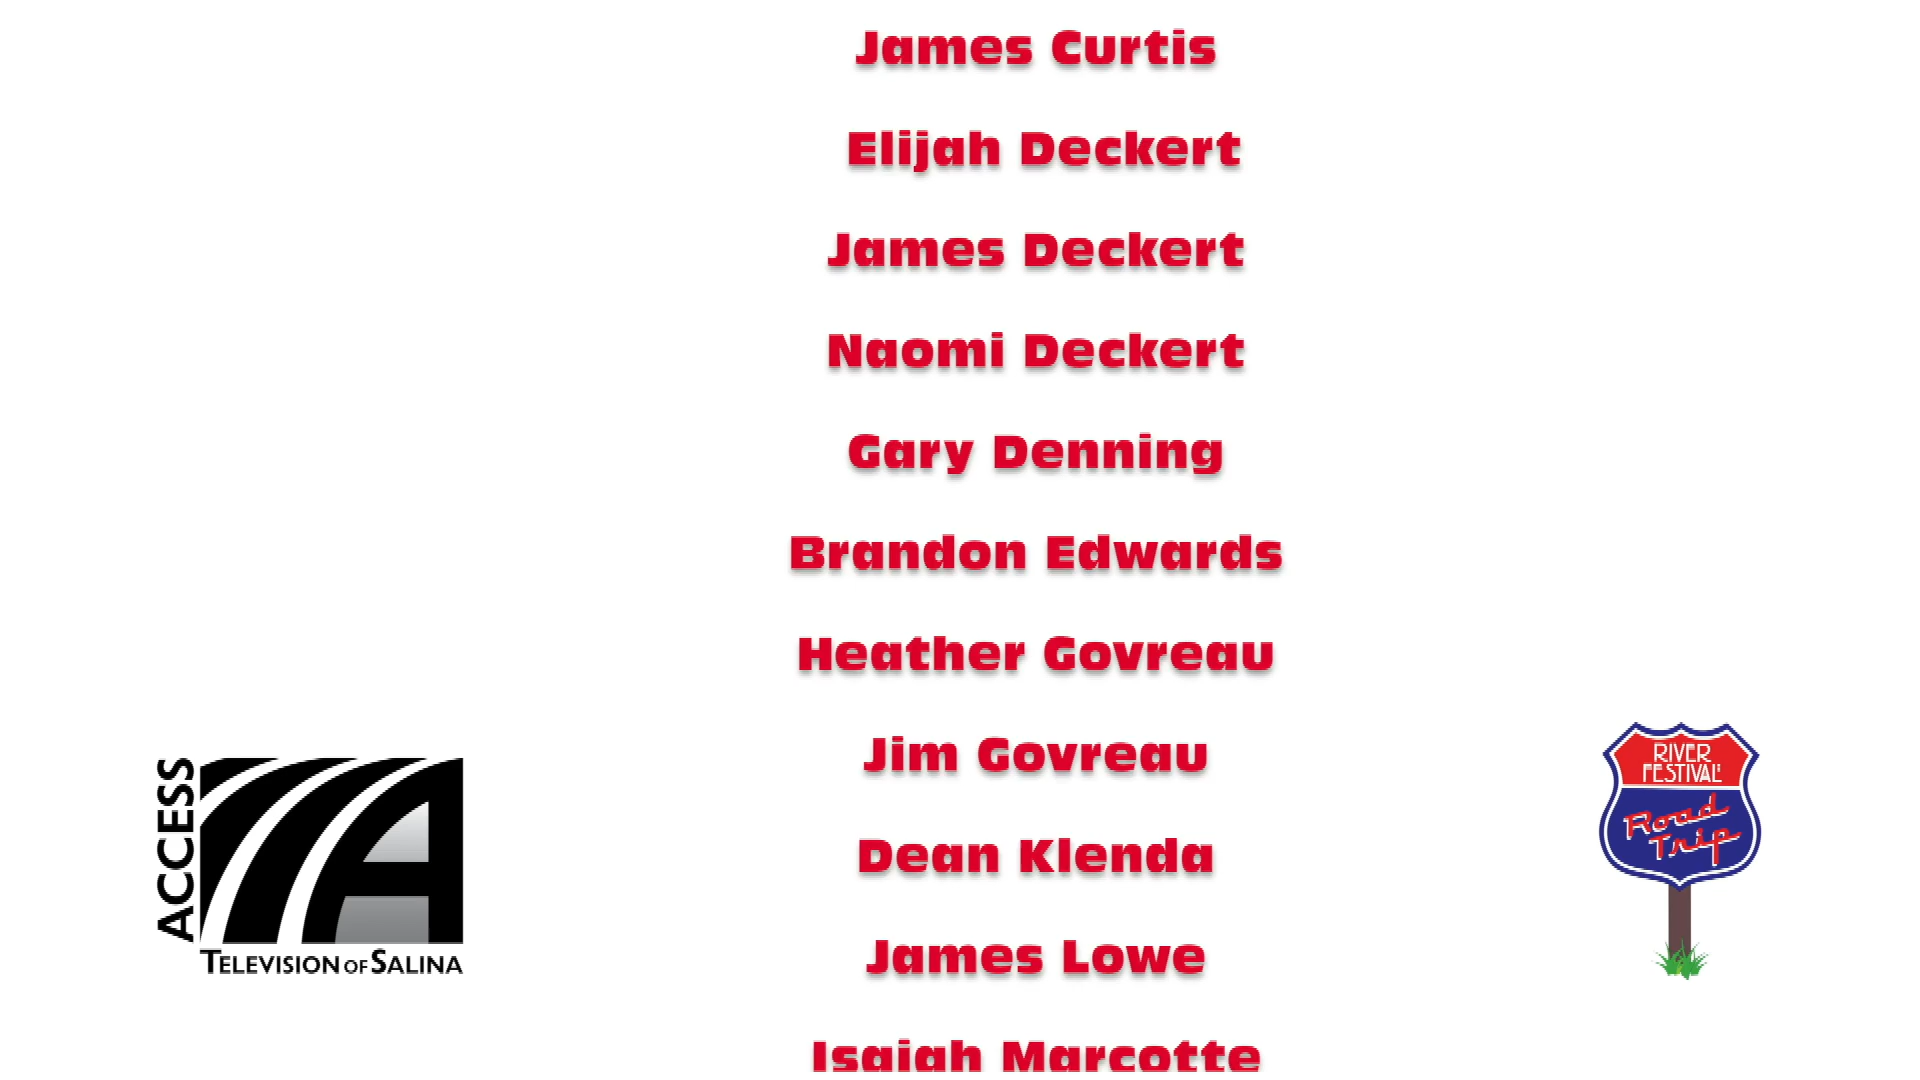 James Curtis
Elijah Deckert
James Deckert
Naomi Deckert
Gary Denning
Brandon Edwards
Heather Govreau
Jim Govreau
Dean Klenda
James Lowe
Isaiah Marcotte
ACCESS
TELEVISION OF SALINA
RIVER
FESTIVAL
Road
Trip